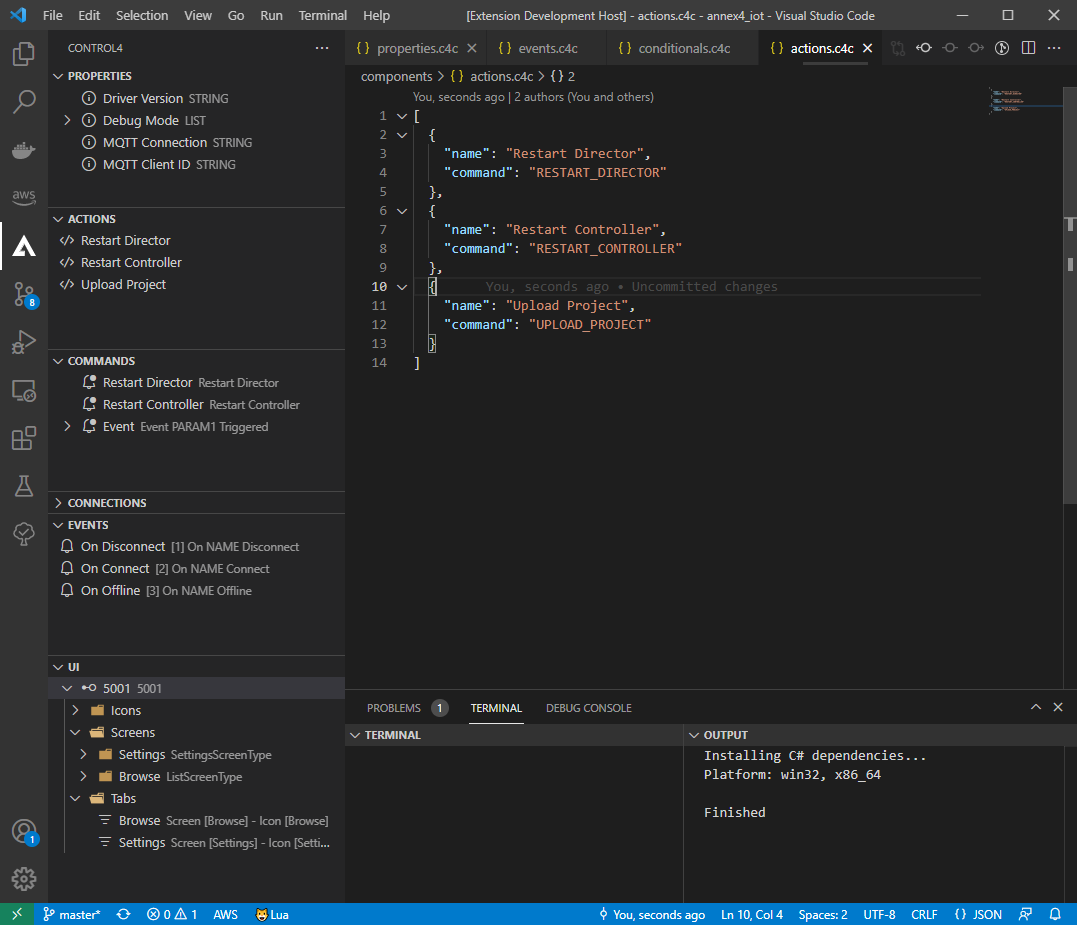 File Edit Selection View Go Run Terminal Help [Extension Development Host] - actions.c4c - annex4_iot - Visual Studio Code
CONTROL4 ···
PROPERTIES
Driver Version STRING
Debug Mode LIST
MQTT Connection STRING
MQTT Client ID STRING
ACTIONS
Restart Director
Restart Controller
Upload Project
COMMANDS
Restart Director Restart Director
Restart Controller Restart Controller
Event Event PARAM1 Triggered
CONNECTIONS
EVENTS
On Disconnect [1] On NAME Disconnect
On Connect [2] On NAME Connect
On Offline [3] On NAME Offline
UI
5001 5001
Icons
Screens
Settings SettingsScreenType
Browse ListScreenType
Tabs
Browse Screen [Browse] - Icon [Browse]
Settings Screen [Settings] - Icon [Setti...
aws
8
1
{ } properties.c4c { } events.c4c { } conditionals.c4c { } actions.c4c
components > { } actions.c4c > { } 2
You, seconds ago | 2 authors (You and others)
1 [
2 {
3 "name": "Restart Director",
4 "command": "RESTART_DIRECTOR"
5 },
6 {
7 "name": "Restart Controller",
8 "command": "RESTART_CONTROLLER"
9 },
10 { You, seconds ago • Uncommitted changes
11 "name": "Upload Project",
12 "command": "UPLOAD_PROJECT"
13 }
14 ]
PROBLEMS 1 TERMINAL DEBUG CONSOLE
TERMINAL
OUTPUT
Installing C# dependencies...
Platform: win32, x86_64
Finished
master* 0 1 AWS Lua You, seconds ago Ln 10, Col 4 Spaces: 2 UTF-8 CRLF { } JSON